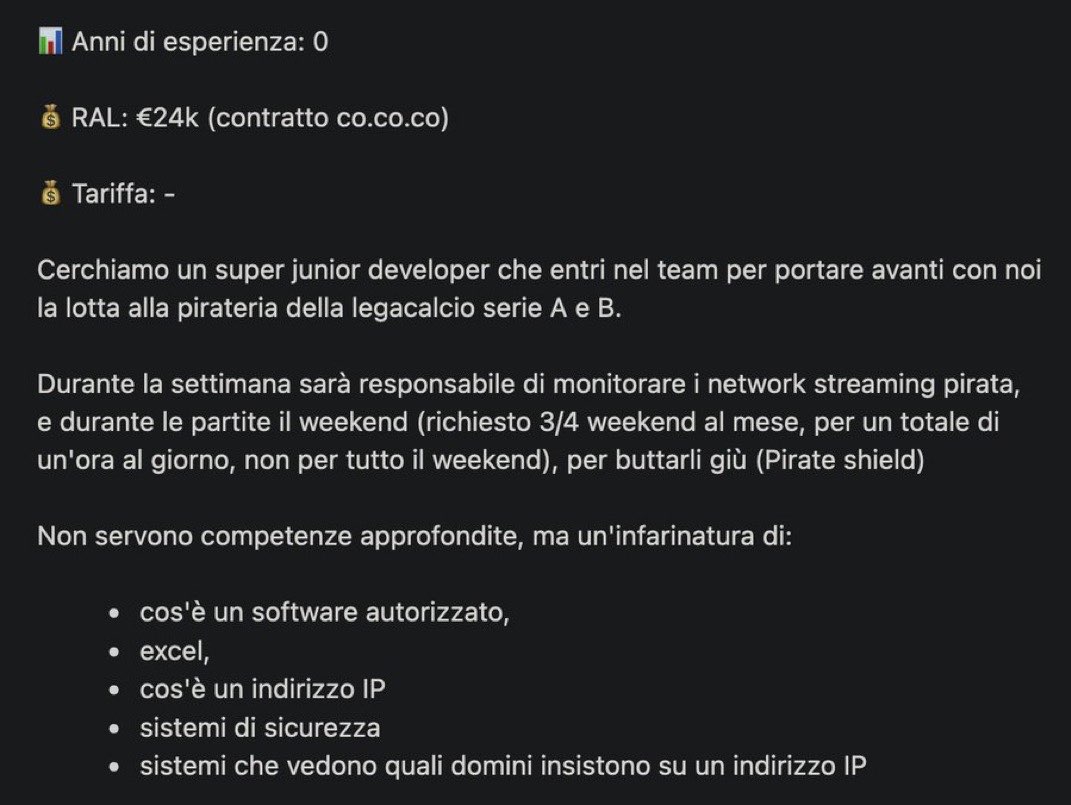 📊 Anni di esperienza: 0
💰 RAL: €24k (contratto co.co.co)
💰 Tariffa: -
Cerchiamo un super junior developer che entri nel team per portare avanti con noi
la lotta alla pirateria della legacalcio serie A e B.
Durante la settimana sarà responsabile di monitorare i network streaming pirata,
e durante le partite il weekend (richiesto 3/4 weekend al mese, per un totale di
un'ora al giorno, non per tutto il weekend), per buttarli giù (Pirate shield)
Non servono competenze approfondite, ma un'infarinatura di:
• cos'è un software autorizzato,
• excel,
• cos'è un indirizzo IP
• sistemi di sicurezza
• sistemi che vedono quali domini insistono su un indirizzo IP